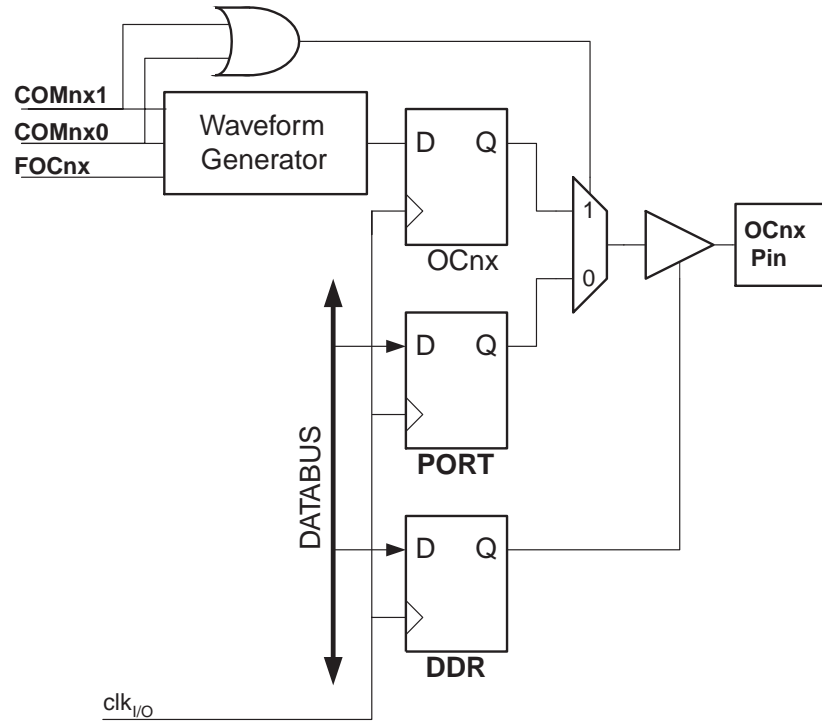 COMnx1
COMnx0
FOCnx
Waveform
Generator
D Q
OCnx
1
0
OCnx
Pin
D Q
PORT
DATABUS
D Q
DDR
clkI/O